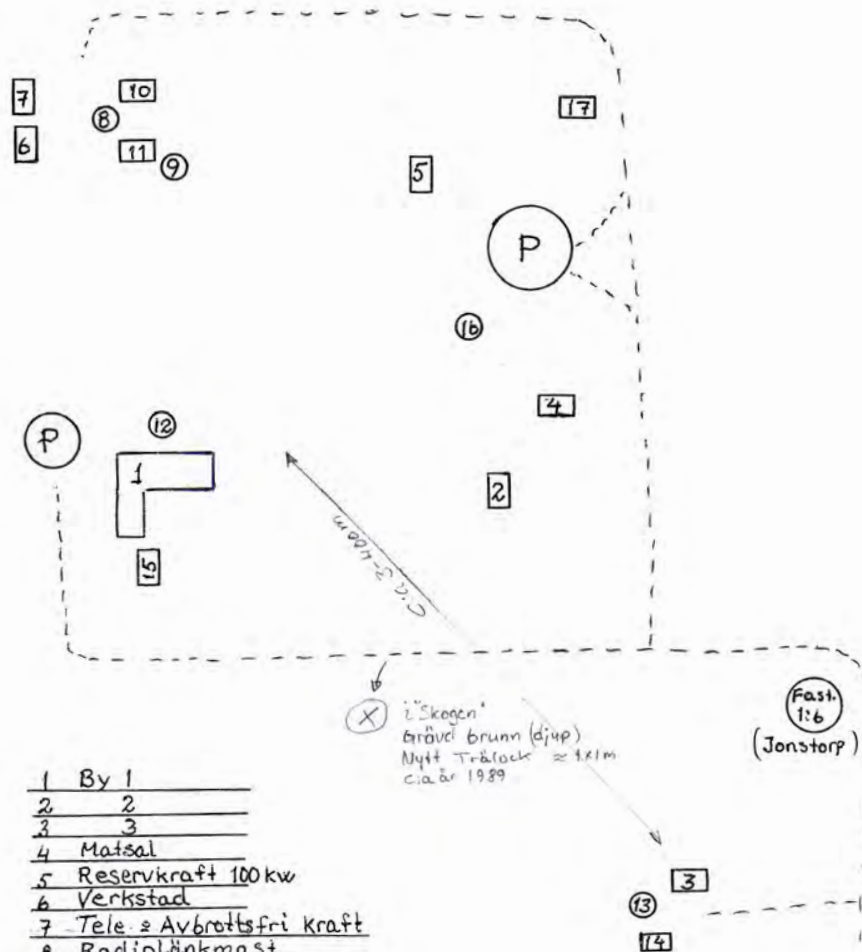 7
10
17
8
6
11
9
5
P
16
4
P
12
1
2
15
c:a 3-400m
X
i "Skogen"
Grävd brunn (djup)
Nytt Trälock ≈ 1x1m
c:a år 1989
Fast.
1:6
(Jonstorp)
1 By 1
2 2
3 3
4 Matsal
5 Reservkraft 100 kw
6 Verkstad
7 Tele & Avbrottsfri kraft
8 Radiolänkmast
3
13
14